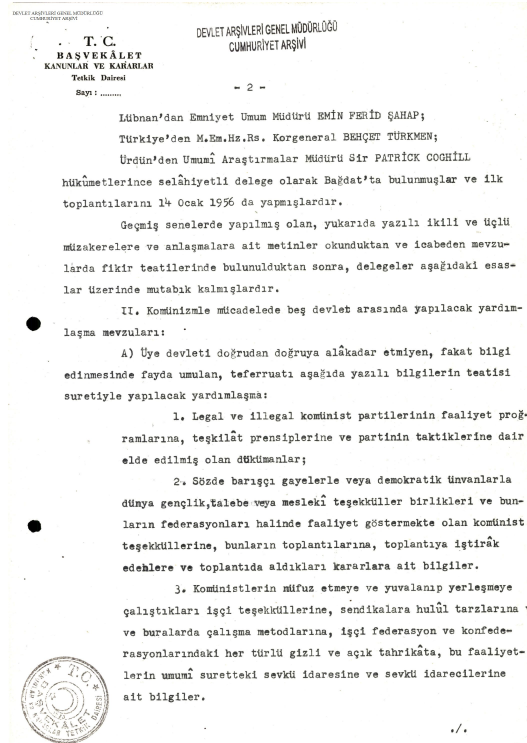 DEVLET ARŞİVLERİ GENEL MÜDÜRLÜĞÜ
CUMHURİYET ARŞİVİ
DEVLET ARŞİVLERİ GENEL MÜDÜRLÜĞÜ
CUMHURİYET ARŞİVİ
T. C.
BAŞVEKÂLET
KANUNLAR VE KARARLAR
Tetkik Dairesi
Sayı : .........
- 2 -
Lübnan'dan Emniyet Umum Müdürü EMİN FERİD ŞAHAP;
Türkiye'den M.Em.Hz.Rs. Korgeneral BEHÇET TÜRKMEN;
Ürdün'den Umumî Araştırmalar Müdürü Sir PATRICK COGHILL
hükûmetlerince selâhiyetli delege olarak Bağdat'ta bulunmuşlar ve ilk
toplantılarını 14 Ocak 1956 da yapmışlardır.
Geçmiş senelerde yapılmış olan, yukarıda yazılı ikili ve üçlü
müzakerelere ve anlaşmalara ait metinler okunduktan ve icabeden mevzu-
larda fikir teatilerinde bulunulduktan sonra, delegeler aşağıdaki esas-
lar üzerinde mutabık kalmışlardır.
II. Komünizmle mücadelede beş devlet arasında yapılacak yardım-
laşma mevzuları:
A) Üye devleti doğrudan doğruya alâkadar etmiyen, fakat bilgi
edinmesinde fayda umulan, teferruatı aşağıda yazılı bilgilerin teatisi
suretiyle yapılacak yardımlaşma:
1. Legal ve illegal komünist partilerinin faaliyet proğ-
ramlarına, teşkilât prensiplerine ve partinin taktiklerine dair
elde edilmiş olan dükümanlar;
2. Sözde barışçı gayelerle veya demokratik ünvanlarla
dünya gençlik,talebe veya meslekî teşekküller birlikleri ve bun-
ların federasyonları halinde faaliyet göstermekte olan komünist
teşekküllerine, bunların toplantılarına, toplantıya iştirâk
edenlere ve toplantıda aldıkları kararlara ait bilgiler.
3. Komünistlerin nüfuz etmeye ve yuvalanıp yerleşmeye
çalıştıkları işçi teşekküllerine, sendikalara hulûl tarzlarına
ve buralarda çalışma metodlarına, işçi federasyon ve konfede-
rasyonlarındaki her türlü gizli ve açık tahrikâta, bu faaliyet-
lerin umumî suretteki sevkü idaresine ve sevkü idarecilerine
ait bilgiler.
T.C.
BAŞVEKÂLET
TETKİK DAİRESİ
./.